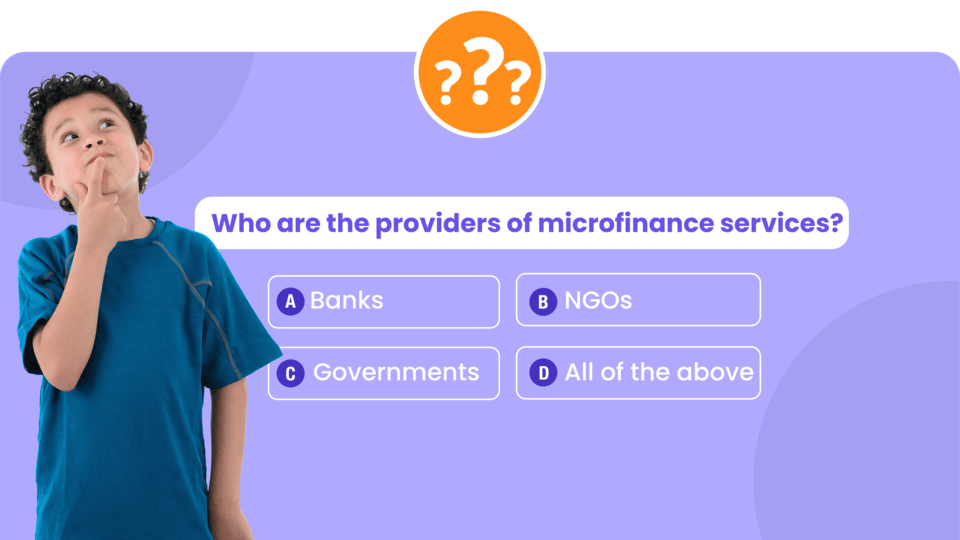 ???
Who are the providers of microfinance services?
A Banks
B NGOs
C Governments
D All of the above